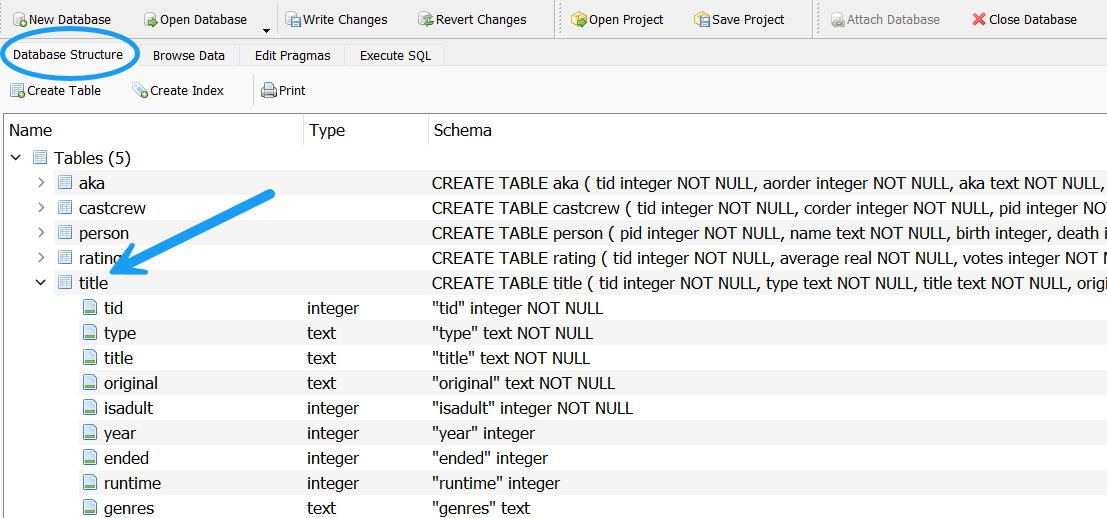 New Database Open Database Write Changes Revert Changes Open Project Save Project Attach Database Close Database
Database Structure Browse Data Edit Pragmas Execute SQL
Create Table Create Index Print
Name Type Schema
Tables (5)
aka CREATE TABLE aka ( tid integer NOT NULL, aorder integer NOT NULL, aka text NOT NULL,
castcrew CREATE TABLE castcrew ( tid integer NOT NULL, corder integer NOT NULL, pid integer NO
person CREATE TABLE person ( pid integer NOT NULL, name text NOT NULL, birth integer, death i
rating CREATE TABLE rating ( tid integer NOT NULL, average real NOT NULL, votes integer NOT N
title CREATE TABLE title ( tid integer NOT NULL, type text NOT NULL, title text NOT NULL, origi
tid integer "tid" integer NOT NULL
type text "type" text NOT NULL
title text "title" text NOT NULL
original text "original" text NOT NULL
isadult integer "isadult" integer NOT NULL
year integer "year" integer
ended integer "ended" integer
runtime integer "runtime" integer
genres text "genres" text